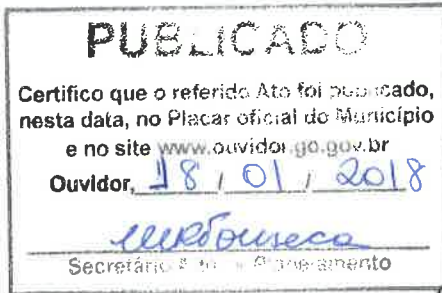 PUBLICADO
Certifico que o referido Ato foi publicado,
nesta data, no Placar oficial do Município
e no site www.ouvidor.go.gov.br
Ouvidor, 18 / 01 / 2018
Secretário